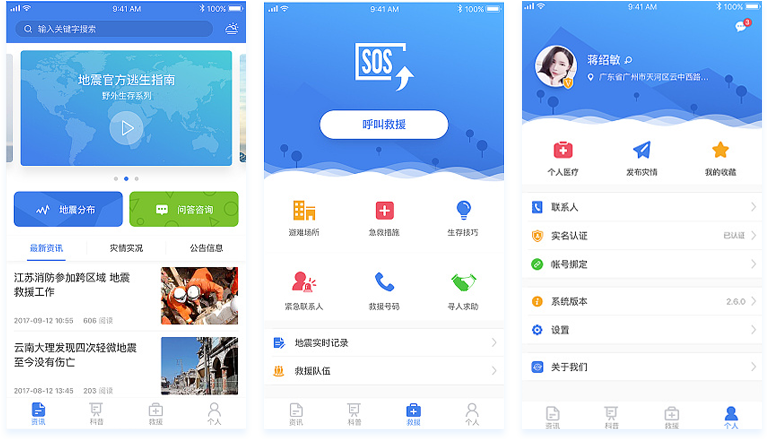 9:41 AM
100%
输入关键字搜索
地震官方逃生指南
野外生存系列
地震分布
问答咨询
最新资讯
灾情实况
公告信息
江苏消防参加跨区域 地震
救援工作
2017-09-12 10:55
606 阅读
云南大理发现四次轻微地震
至今没有伤亡
2017-08-12 13:45
203 阅读
资讯
科普
救援
个人
9:41 AM
100%
SOS
呼叫救援
避难场所
急救措施
生存技巧
紧急联系人
救援号码
寻人求助
地震实时记录
救援队伍
资讯
科普
救援
个人
9:41 AM
100%
3
蒋绍敏
广东省广州市天河区云中西路...
个人医疗
发布灾情
我的收藏
联系人
实名认证
已认证
帐号绑定
系统版本
2.6.0
设置
关于我们
资讯
科普
救援
个人